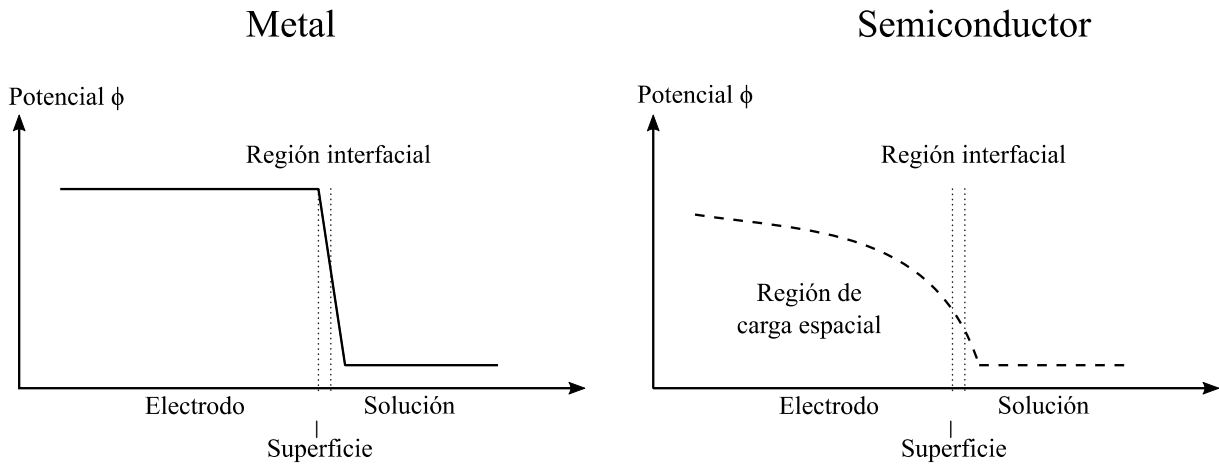 Metal
Potencial ϕ
Región interfacial
Electrodo
Solución
Superficie
Semiconductor
Potencial ϕ
Región interfacial
Región de
carga espacial
Electrodo
Solución
Superficie